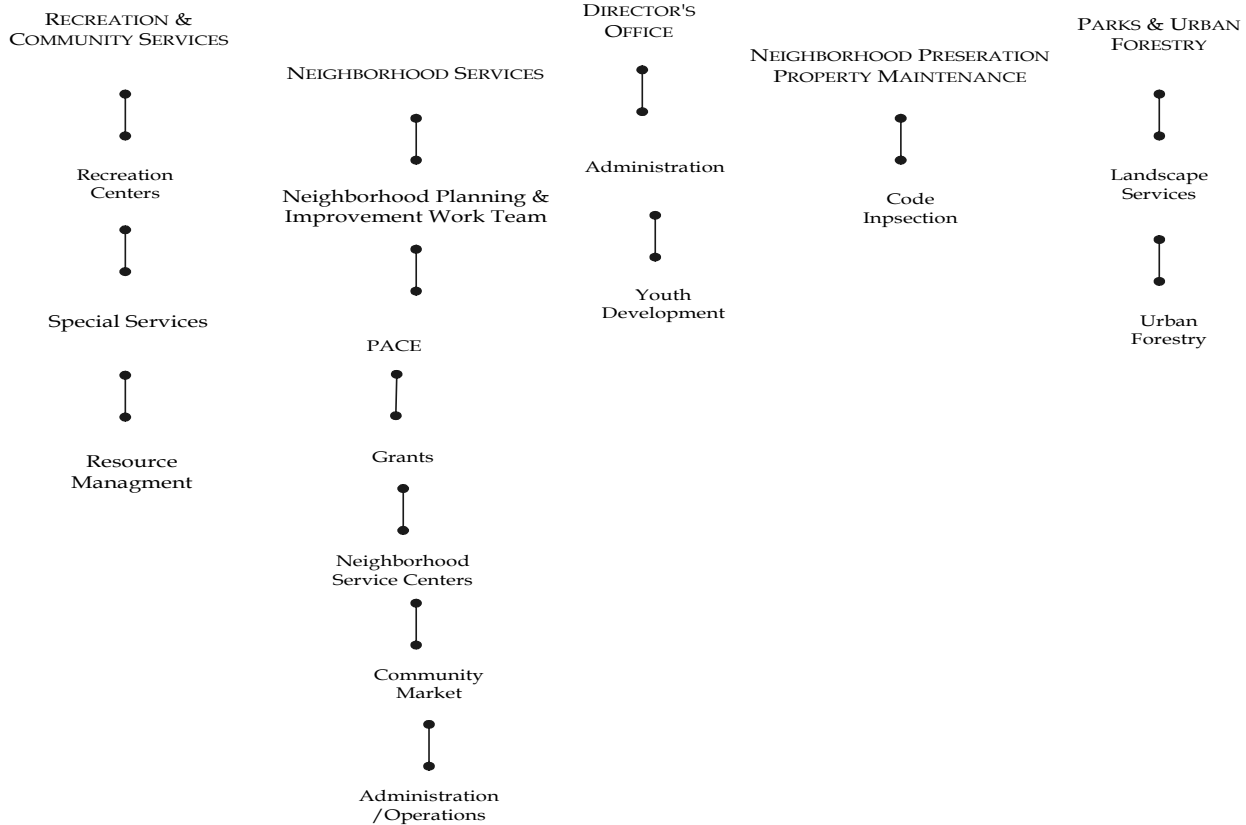 RECREATION &
COMMUNITY SERVICES
Recreation
Centers
Special Services
Resource
Managment
NEIGHBORHOOD SERVICES
Neighborhood Planning &
Improvement Work Team
PACE
Grants
Neighborhood
Service Centers
Community
Market
Administration
/Operations
DIRECTOR'S
OFFICE
Administration
Youth
Development
NEIGHBORHOOD PRESERATION
PROPERTY MAINTENANCE
Code
Inpsection
PARKS & URBAN
FORESTRY
Landscape
Services
Urban
Forestry